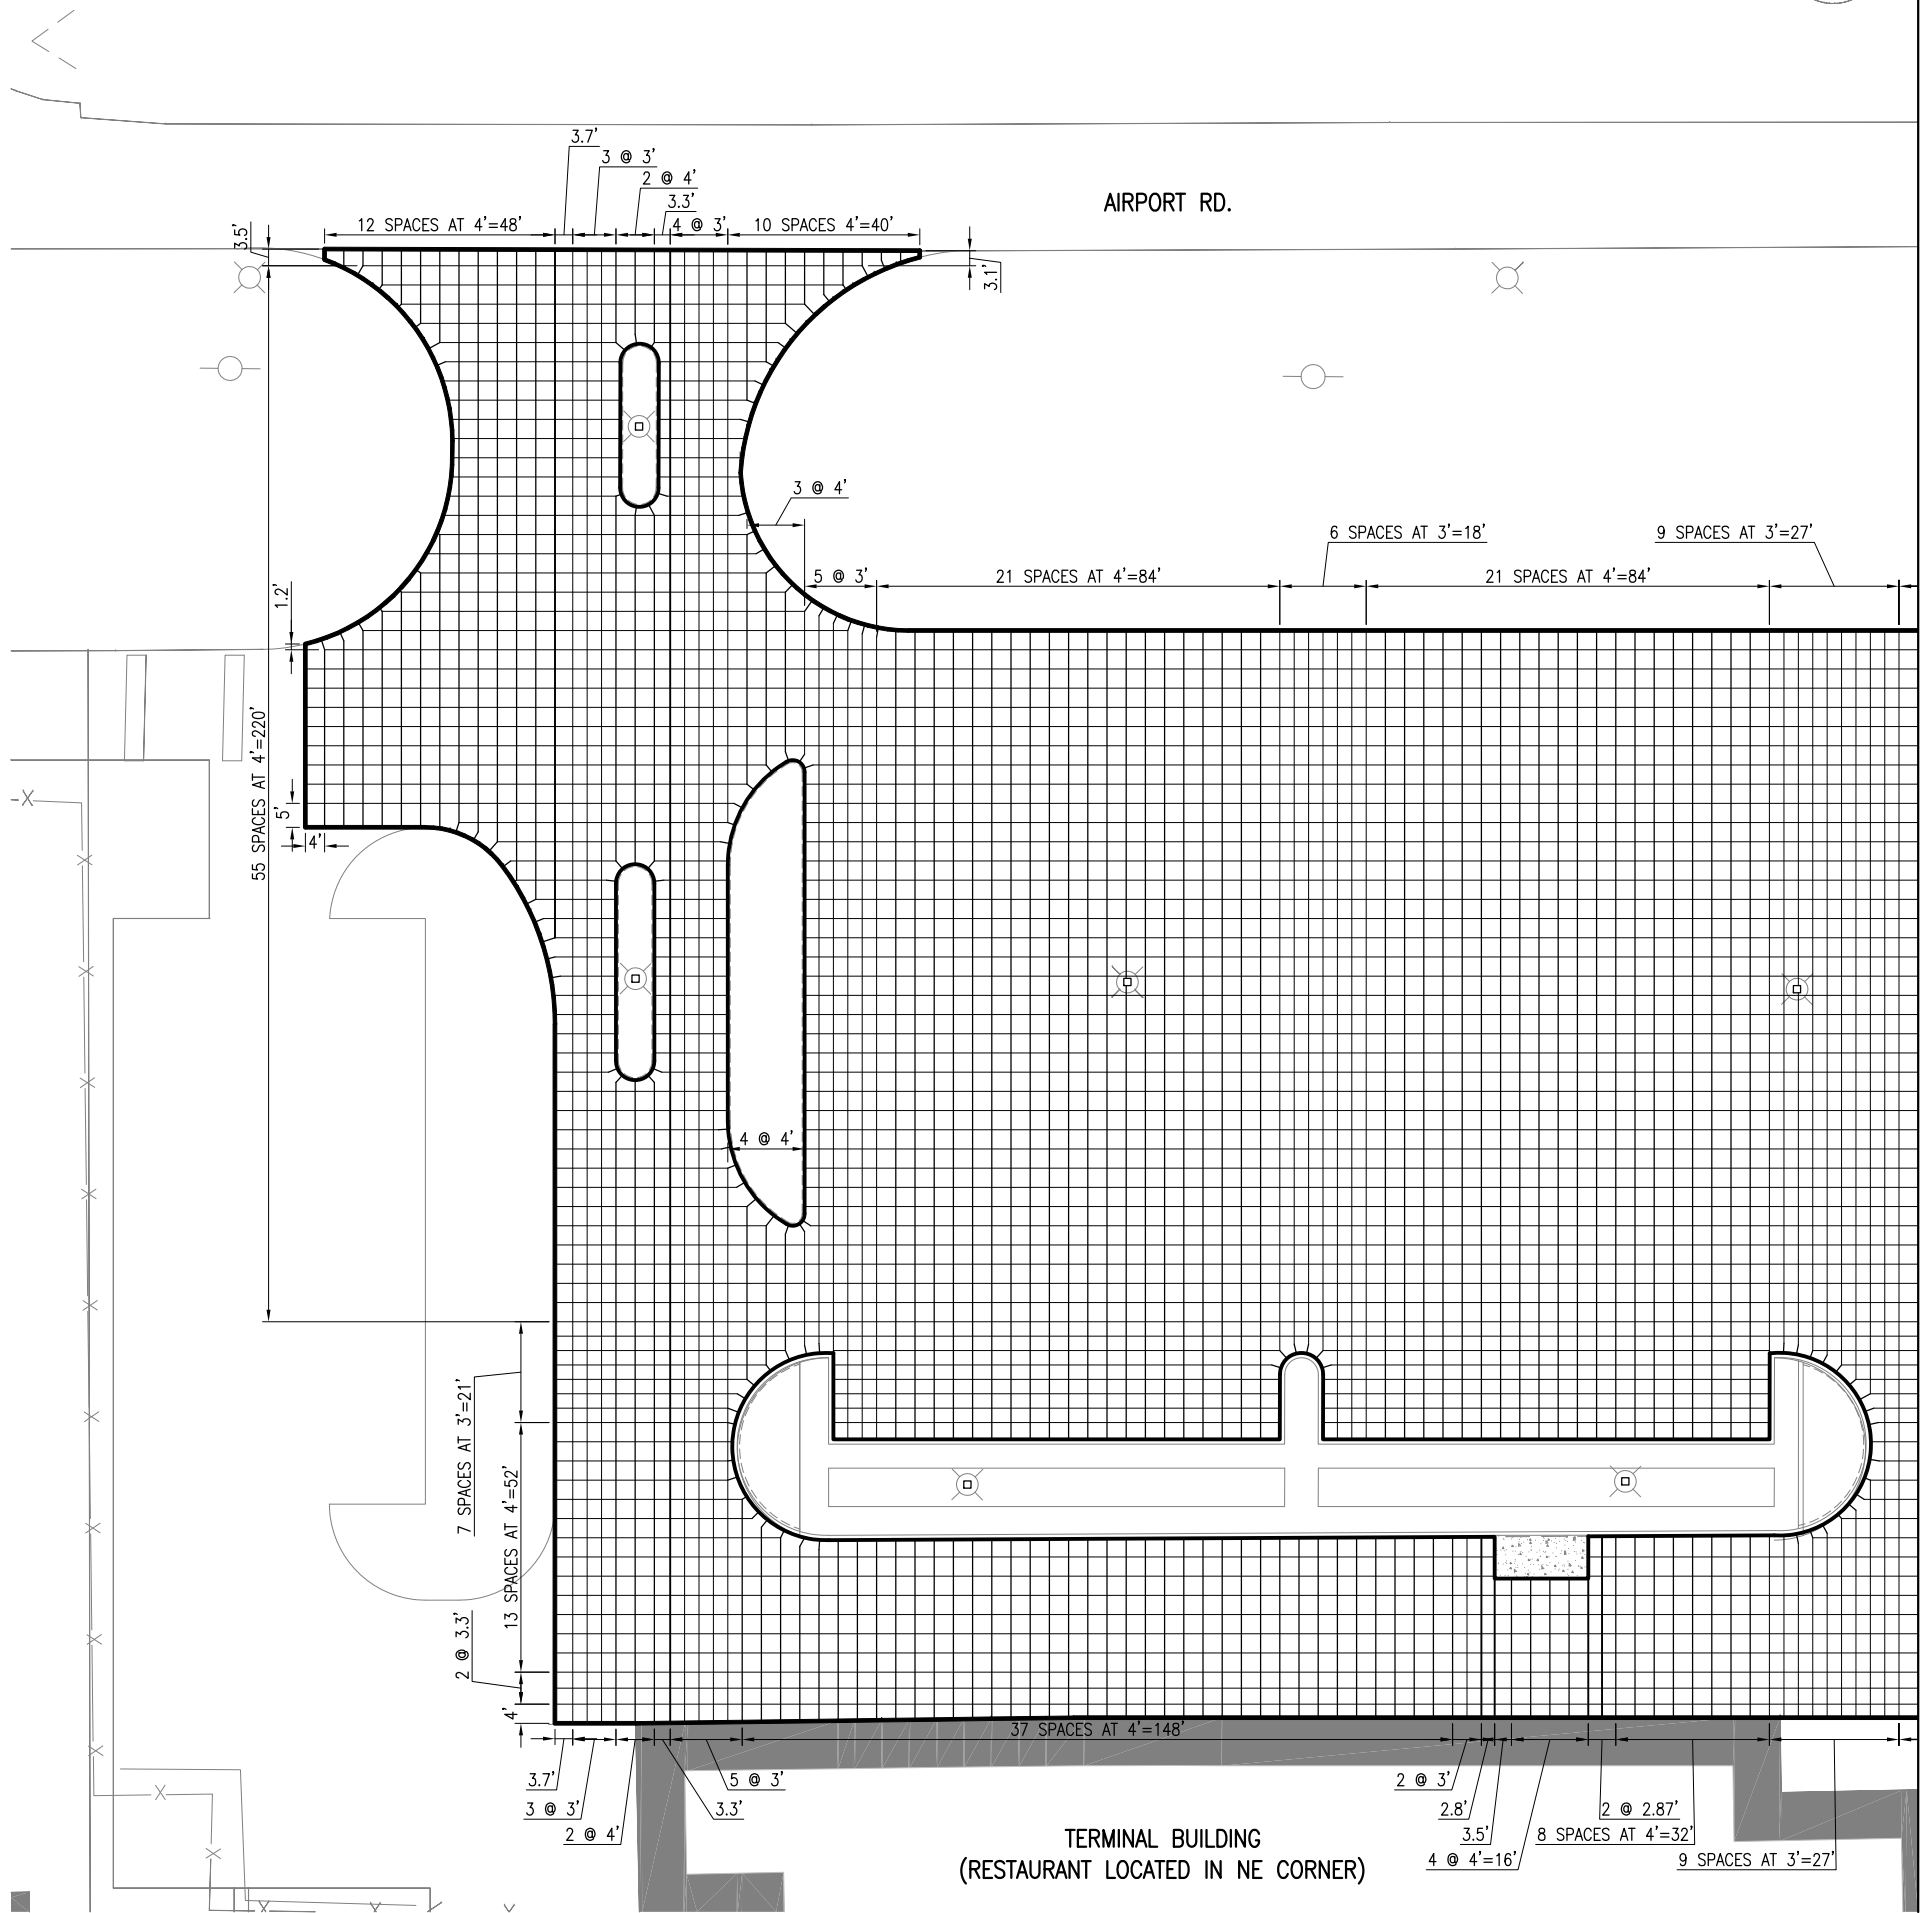 3.7'
3 @ 3'
2 @ 4'
3.3'
12 SPACES AT 4'=48'
4 @ 3'
10 SPACES 4'=40'
AIRPORT RD.
3.5'
3.1'
3 @ 4'
6 SPACES AT 3'=18'
9 SPACES AT 3'=27'
5 @ 3'
21 SPACES AT 4'=84'
21 SPACES AT 4'=84'
1.2'
55 SPACES AT 4'=220'
X
5'
4'
X
X
X
X
X
X
X
X
X
4 @ 4'
7 SPACES AT 3'=21'
13 SPACES AT 4'=52'
2 @ 3.3'
4'
37 SPACES AT 4'=148'
3.7'
5 @ 3'
2 @ 3'
3 @ 3'
3.3'
2.8'
2 @ 2.87'
2 @ 4'
3.5'
8 SPACES AT 4'=32'
4 @ 4'=16'
9 SPACES AT 3'=27'
TERMINAL BUILDING
(RESTAURANT LOCATED IN NE CORNER)
X
X
X